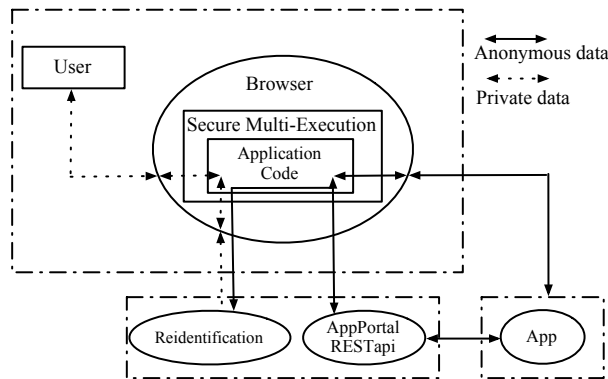 User
Browser
Secure Multi-Execution
Application
Code
Anonymous data
Private data
Reidentification
AppPortal
RESTapi
App